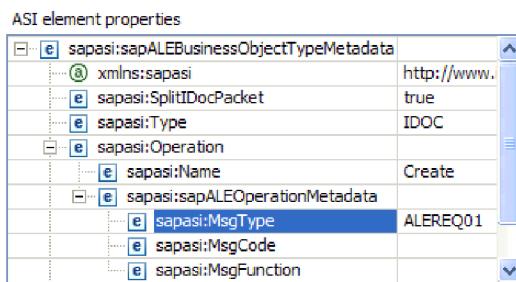 ASI element properties
e sapasi:sapALEBusinessObjectTypeMetadata
@ xmlns:sapasi http://www.
e sapasi:SplitIDocPacket true
e sapasi:Type IDOC
e sapasi:Operation
e sapasi:Name Create
e sapasi:sapALEOperationMetadata
e sapasi:MsgType ALEREQ01
e sapasi:MsgCode
e sapasi:MsgFunction